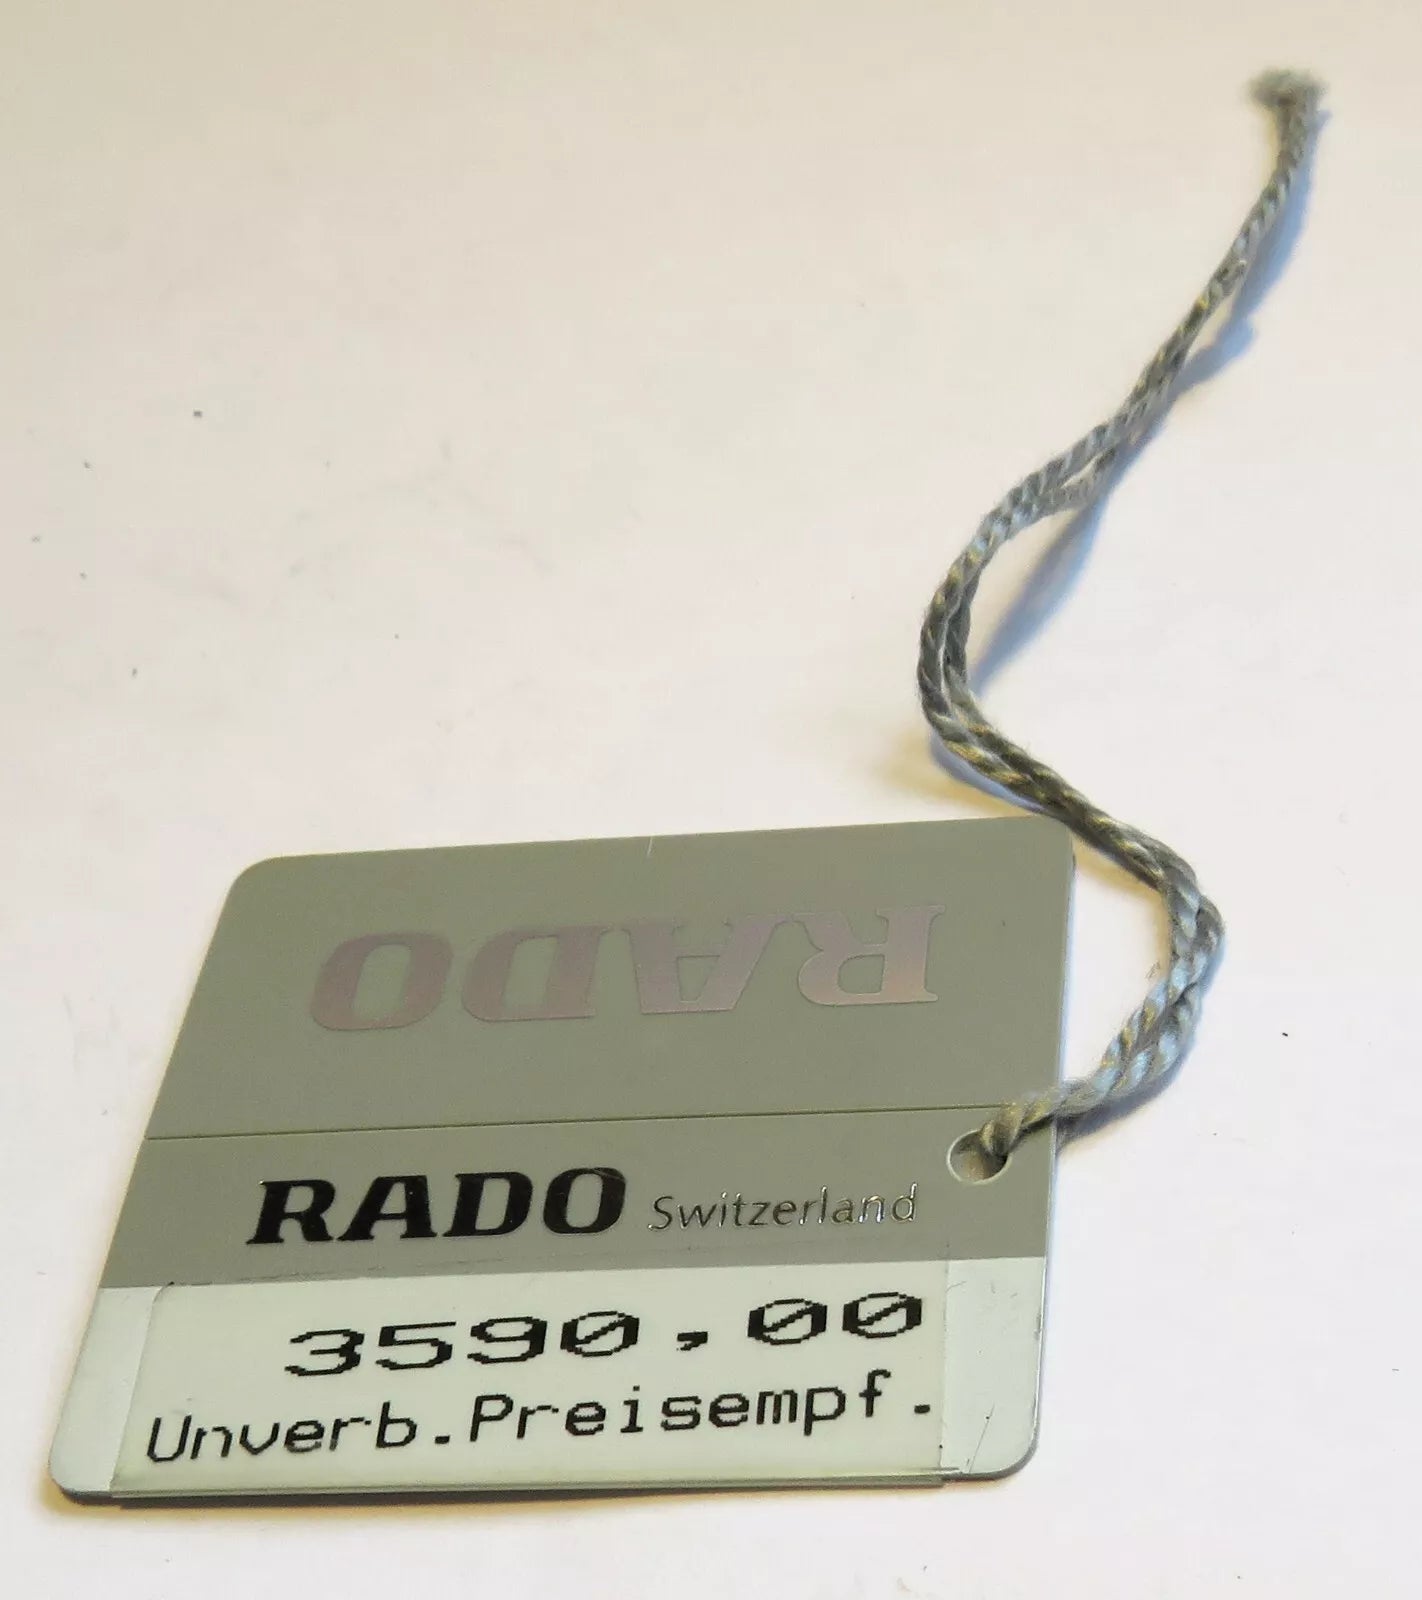 RADO
RADO Switzerland
3590,00
Unverb.Preisempf.